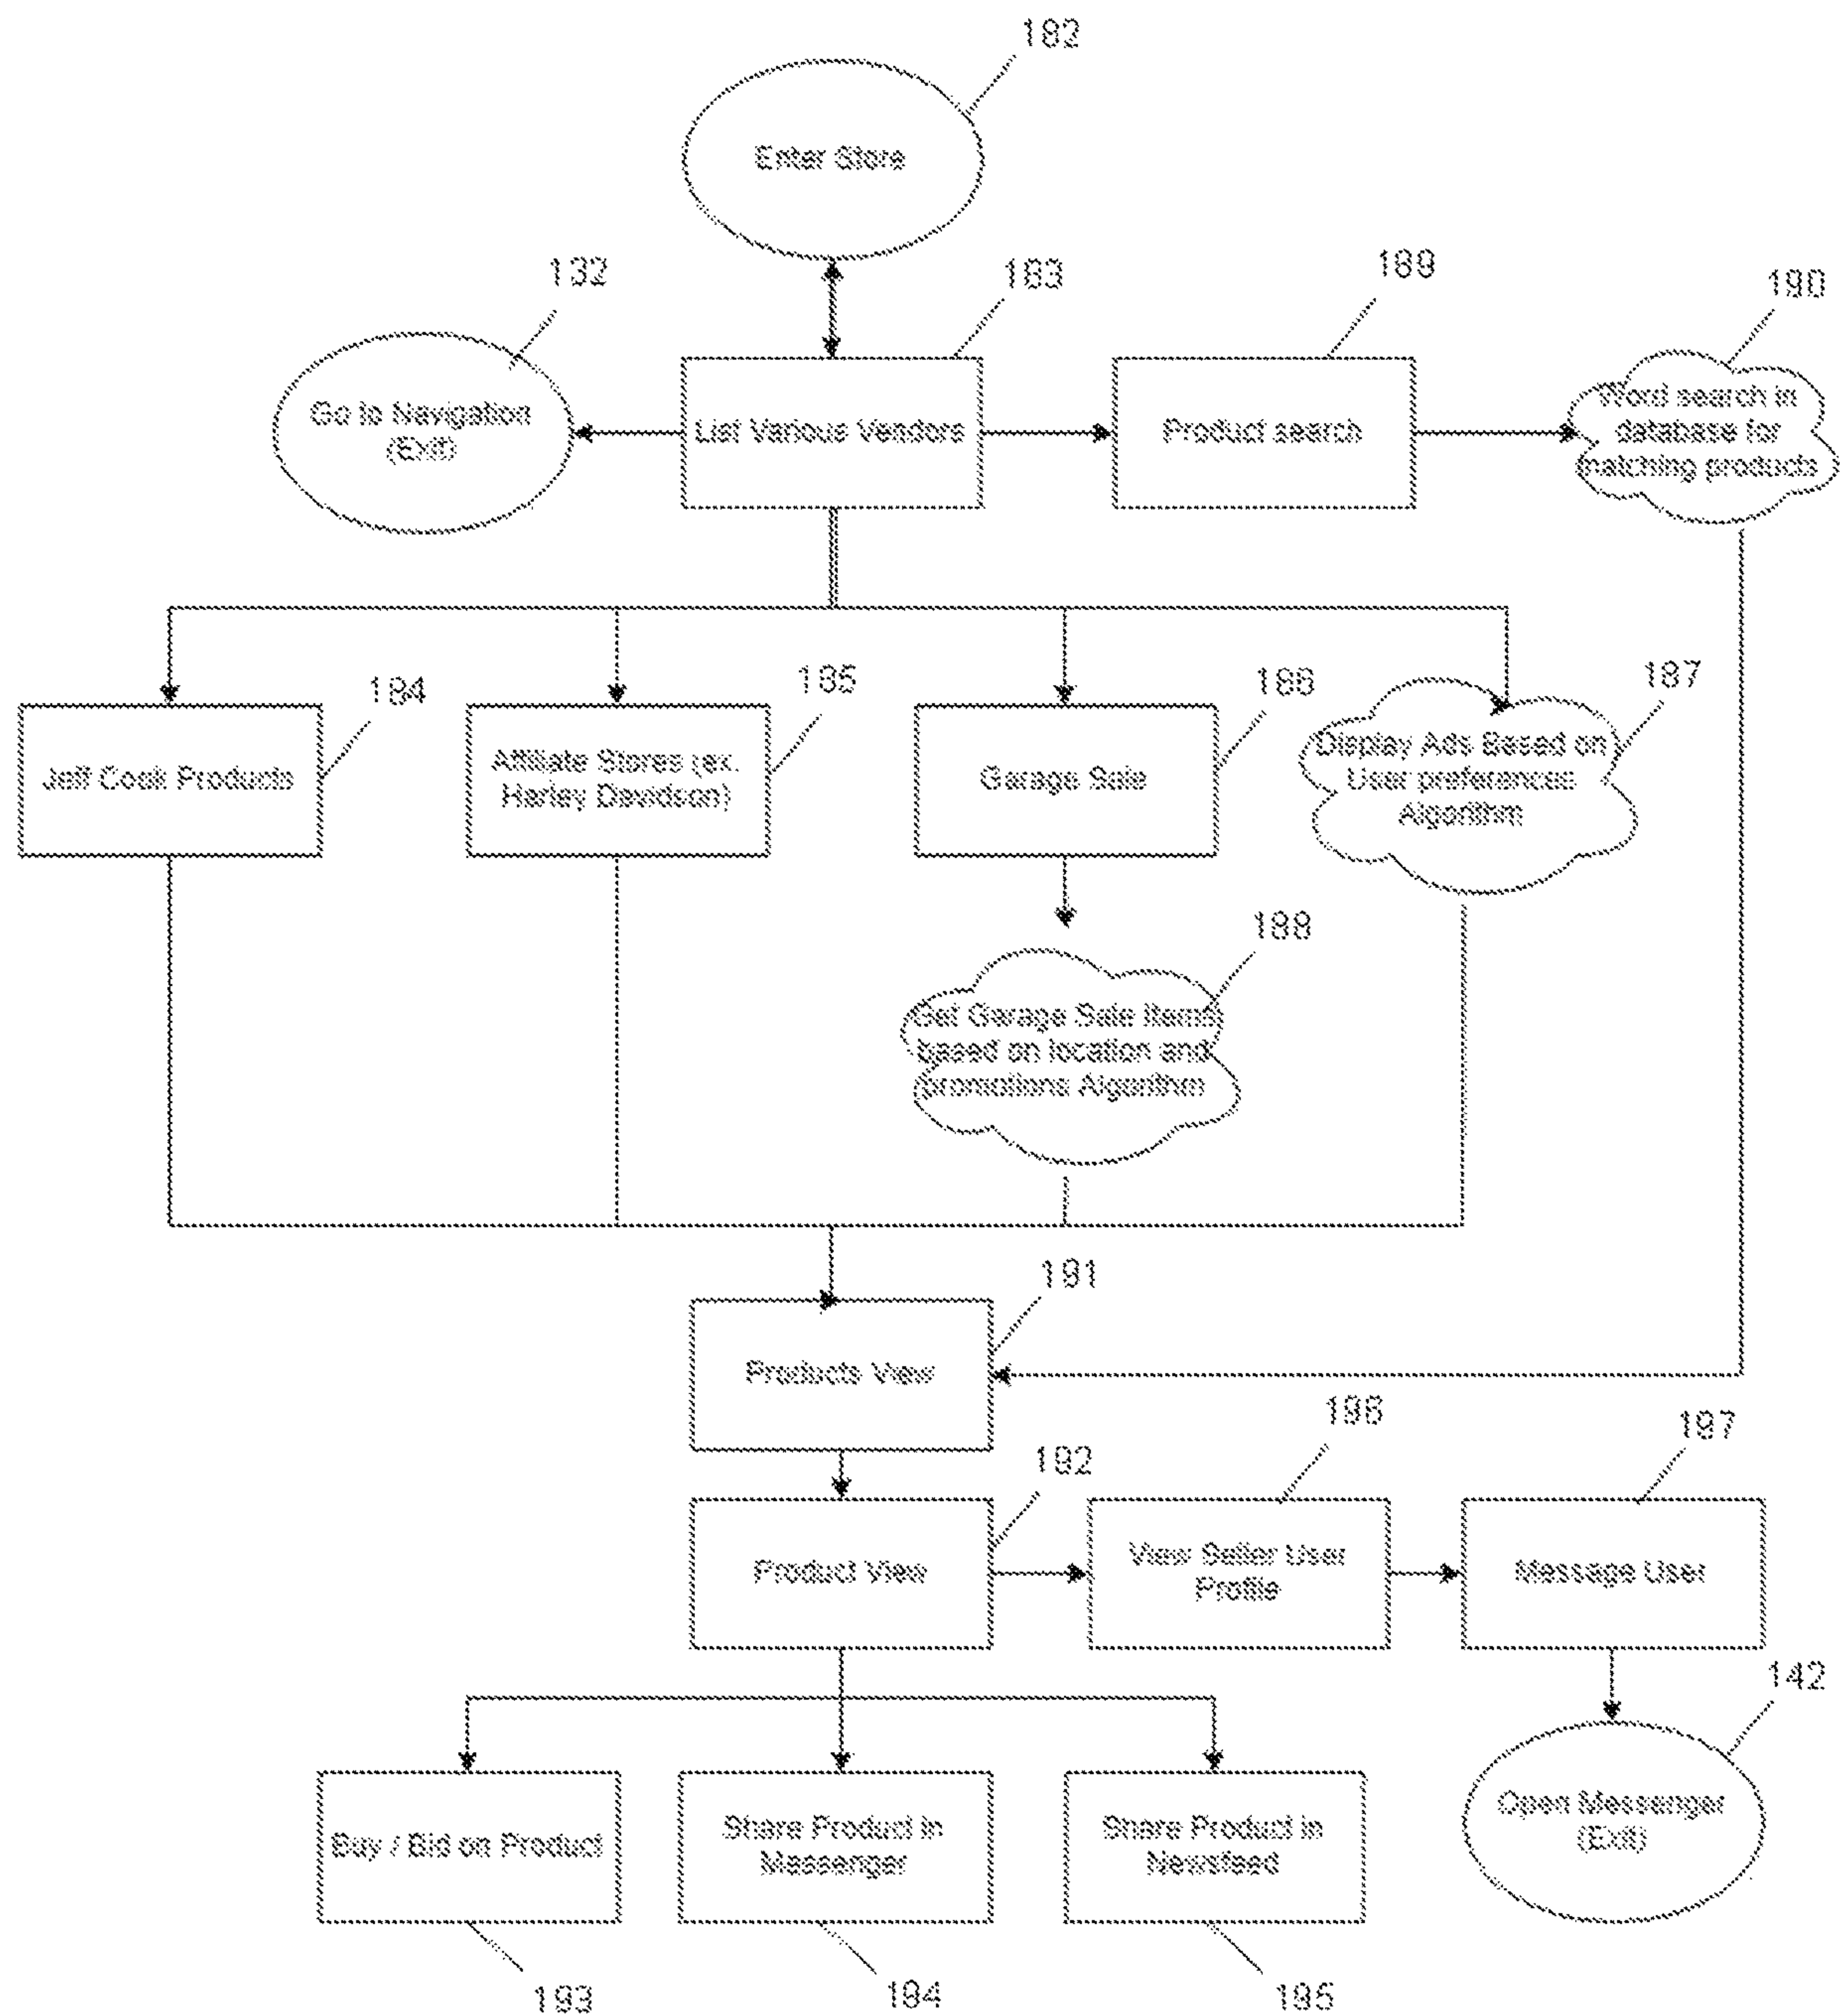 182
Enter Store
132
183
189
190
Go to Navigation
(Exit)
List Various Vendors
Product search
Word search in
database for
matching products
184
185
186
187
Jeff Cook Products
Affiliate Stores (ex.
Harley Davidson)
Garage Sale
Display Ads Based on
User preferences
Algorithm
188
Get Garage Sale Items
based on location and
promotions Algorithm
191
Products View
192
196
197
Product View
View Seller User
Profile
Message User
142
Buy / Bid on Product
Share Product in
Messenger
Share Product in
Newsfeed
Open Messenger
(Exit)
193
194
195